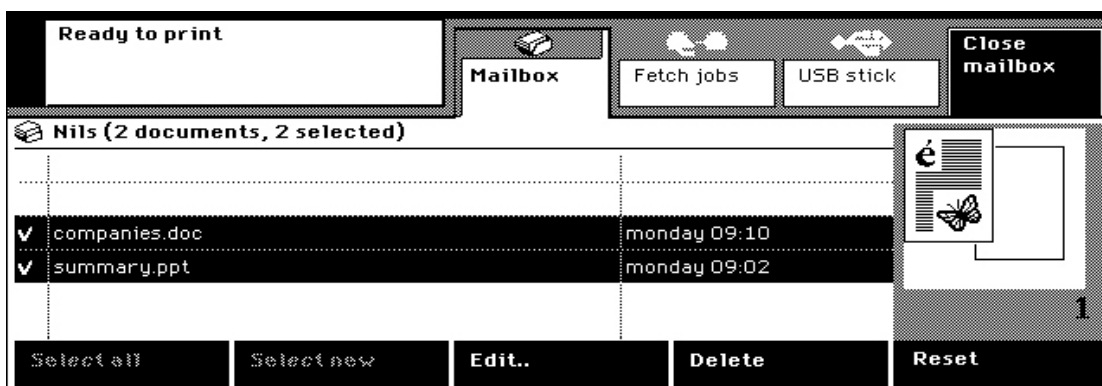 Ready to print
Mailbox
Fetch jobs
USB stick
Close
mailbox
Nils (2 documents, 2 selected)
é
companies.doc monday 09:10
summary.ppt monday 09:02
1
Select all Select new Edit.. Delete Reset